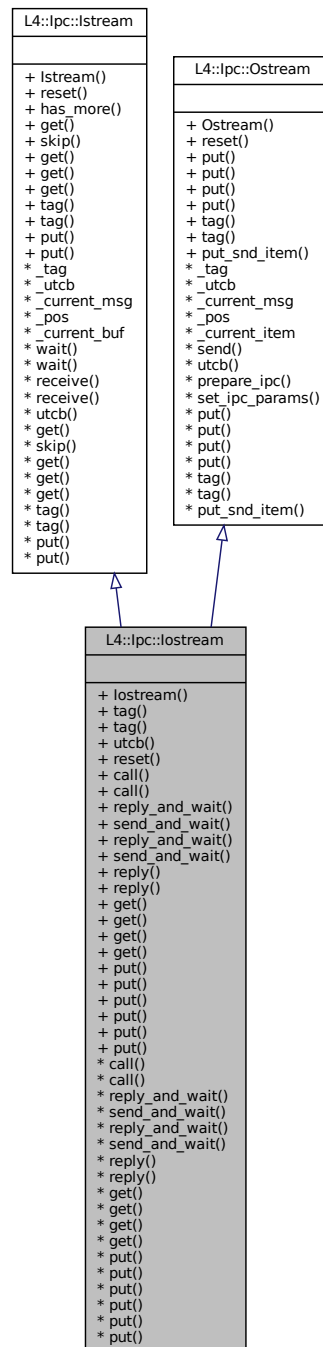 L4::Ipc::Istream
+ Istream()
+ reset()
+ has_more()
+ get()
+ skip()
+ get()
+ get()
+ get()
+ tag()
+ tag()
+ put()
+ put()
* _tag
* _utcb
* _current_msg
* _pos
* _current_buf
* wait()
* wait()
* receive()
* receive()
* utcb()
* get()
* skip()
* get()
* get()
* get()
* tag()
* tag()
* put()
* put()
L4::Ipc::Ostream
+ Ostream()
+ reset()
+ put()
+ put()
+ put()
+ put()
+ tag()
+ tag()
+ put_snd_item()
* _tag
* _utcb
* _current_msg
* _pos
* _current_item
* send()
* utcb()
* prepare_ipc()
* set_ipc_params()
* put()
* put()
* put()
* put()
* tag()
* tag()
* put_snd_item()
L4::Ipc::Iostream
+ Iostream()
+ tag()
+ tag()
+ utcb()
+ reset()
+ call()
+ call()
+ reply_and_wait()
+ send_and_wait()
+ reply_and_wait()
+ send_and_wait()
+ reply()
+ reply()
+ get()
+ get()
+ get()
+ get()
+ put()
+ put()
+ put()
+ put()
+ put()
+ put()
* call()
* call()
* reply_and_wait()
* send_and_wait()
* reply_and_wait()
* send_and_wait()
* reply()
* reply()
* get()
* get()
* get()
* get()
* put()
* put()
* put()
* put()
* put()
* put()